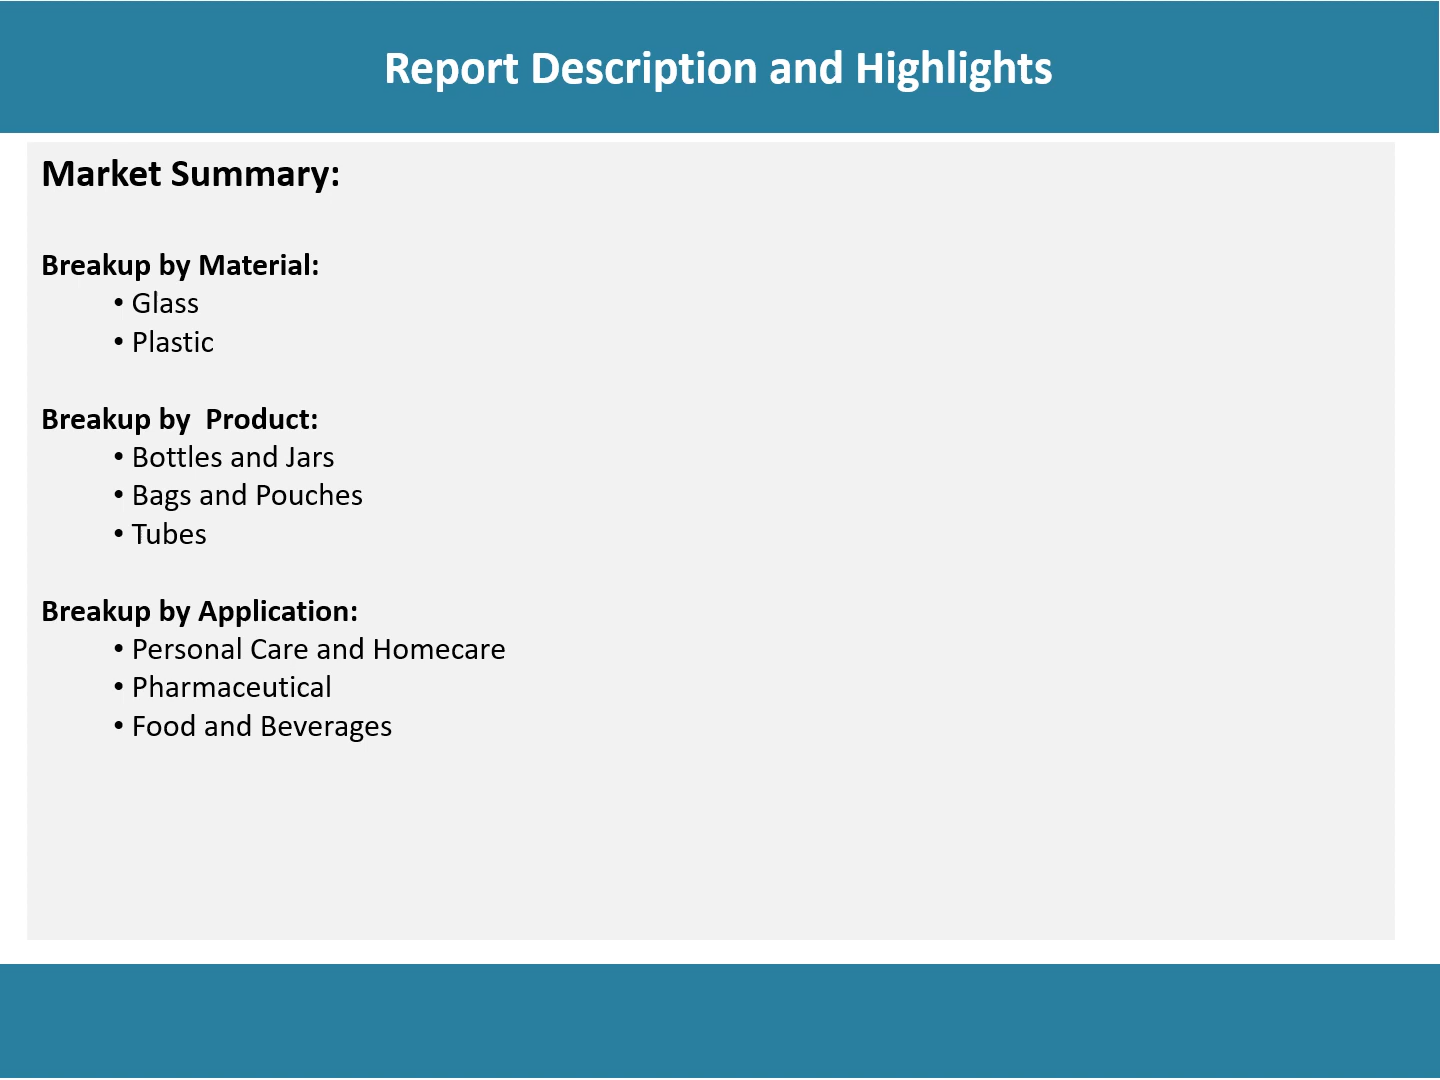 Report Description and Highlights
Market Summary:
Breakup by Material:
• Glass
• Plastic
Breakup by  Product:
• Bottles and Jars
• Bags and Pouches
• Tubes
Breakup by Application:
• Personal Care and Homecare
• Pharmaceutical
• Food and Beverages